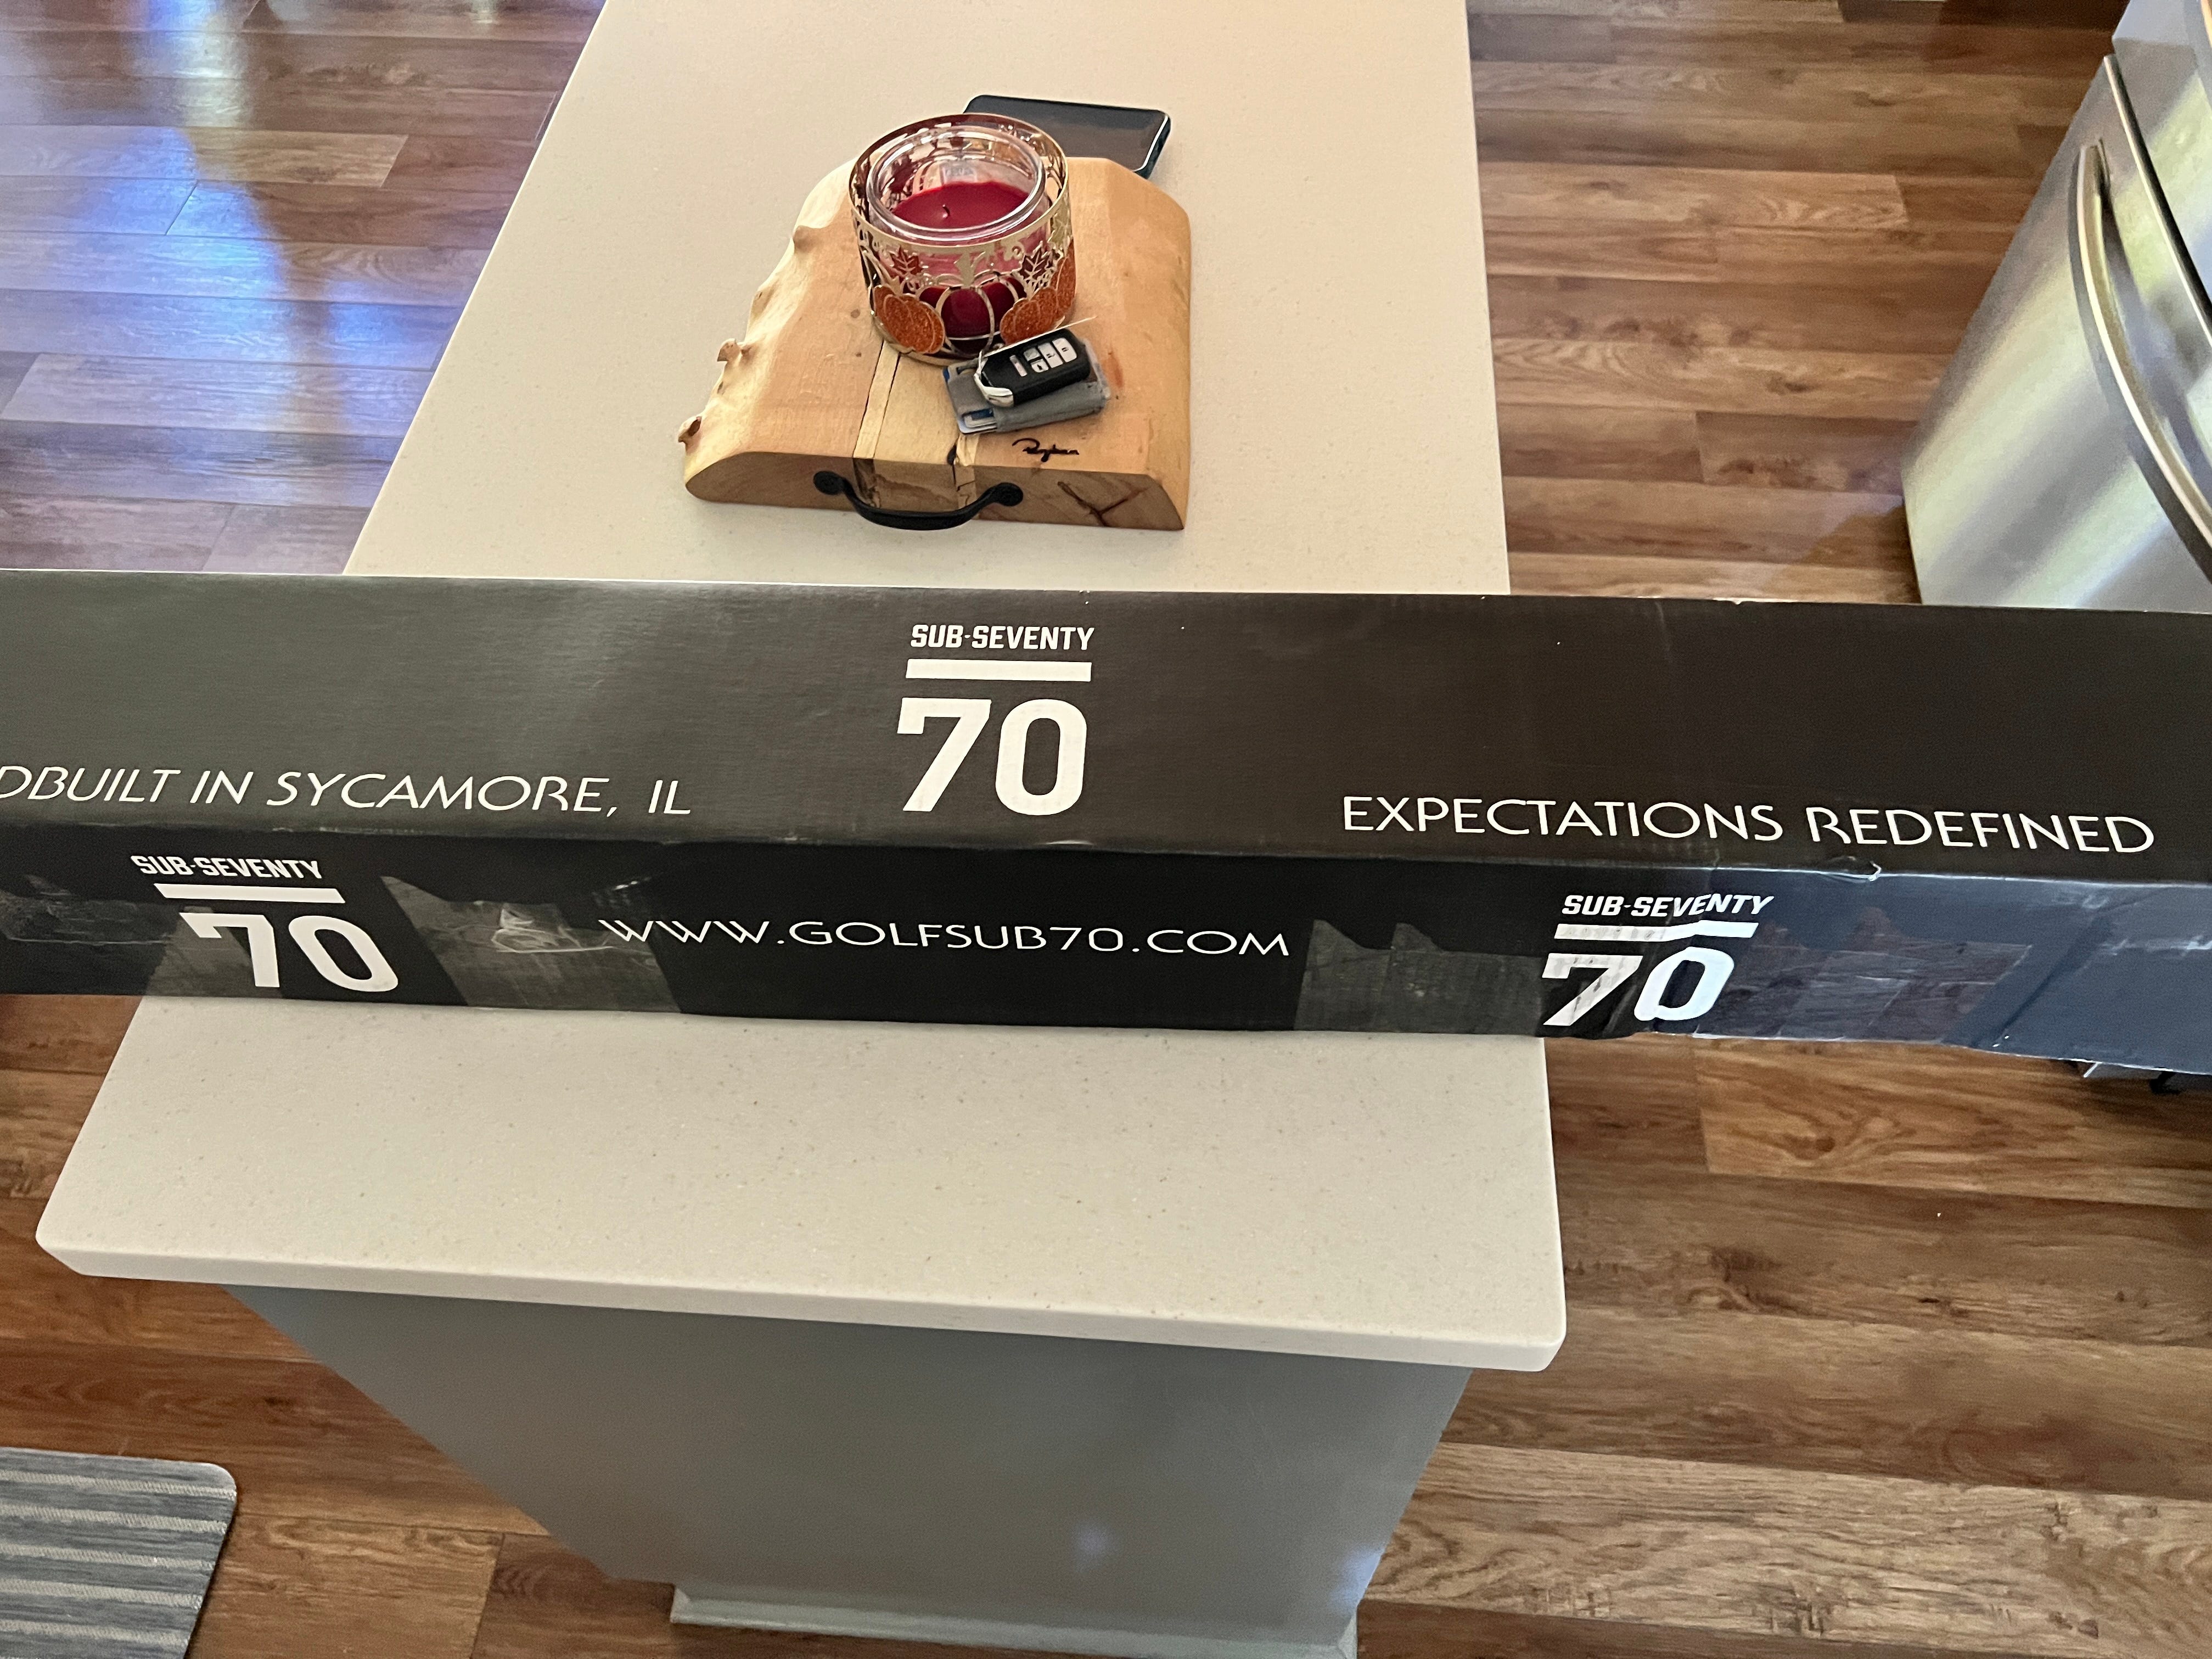 SUB-SEVENTY
70
DBUILT IN SYCAMORE, IL
EXPECTATIONS REDEFINED
SUB-SEVENTY
70
WWW.GOLFSUB70.COM
SUB-SEVENTY
70